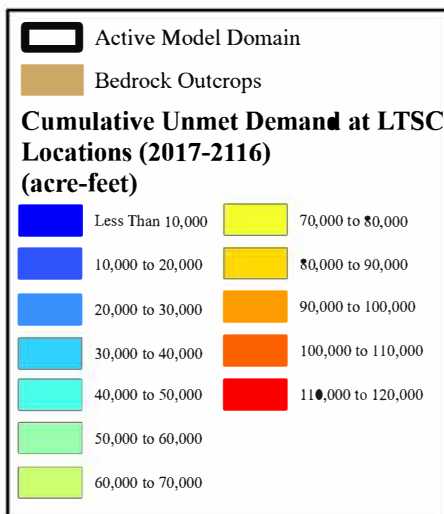 Active Model Domain
Bedrock Outcrops
Cumulative Unmet Demand at LTSC
Locations (2017-2116)
(acre-feet)
Less Than 10,000
10,000 to 20,000
20,000 to 30,000
30,000 to 40,000
40,000 to 50,000
50,000 to 60,000
60,000 to 70,000
70,000 to 80,000
80,000 to 90,000
90,000 to 100,000
100,000 to 110,000
110,000 to 120,000